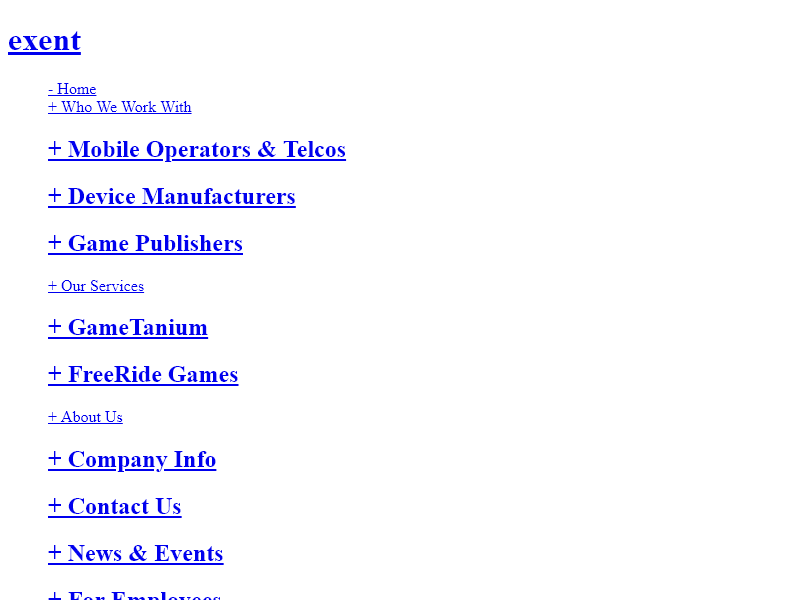 exent
- Home
+ Who We Work With
+ Mobile Operators & Telcos
+ Device Manufacturers
+ Game Publishers
+ Our Services
+ GameTanium
+ FreeRide Games
+ About Us
+ Company Info
+ Contact Us
+ News & Events
+ For Employees